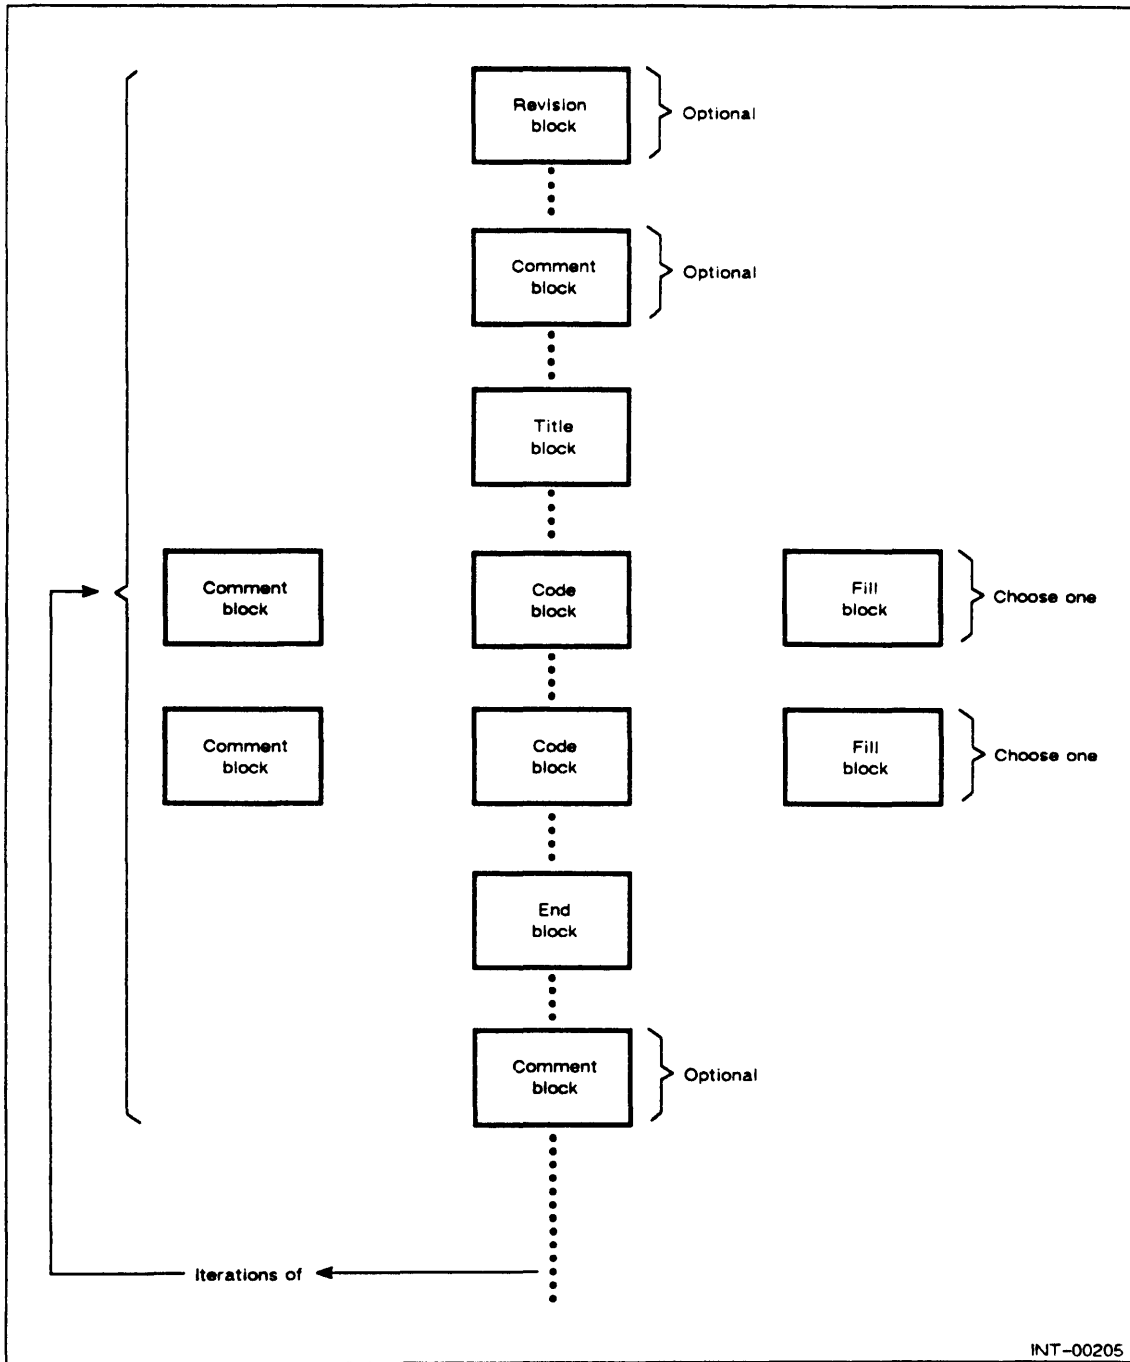 Revision
block
Optional
Comment
block
Optional
Title
block
Comment
block
Code
block
Fill
block
Choose one
Comment
block
Code
block
Fill
block
Choose one
End
block
Comment
block
Optional
Iterations of
INT-00205